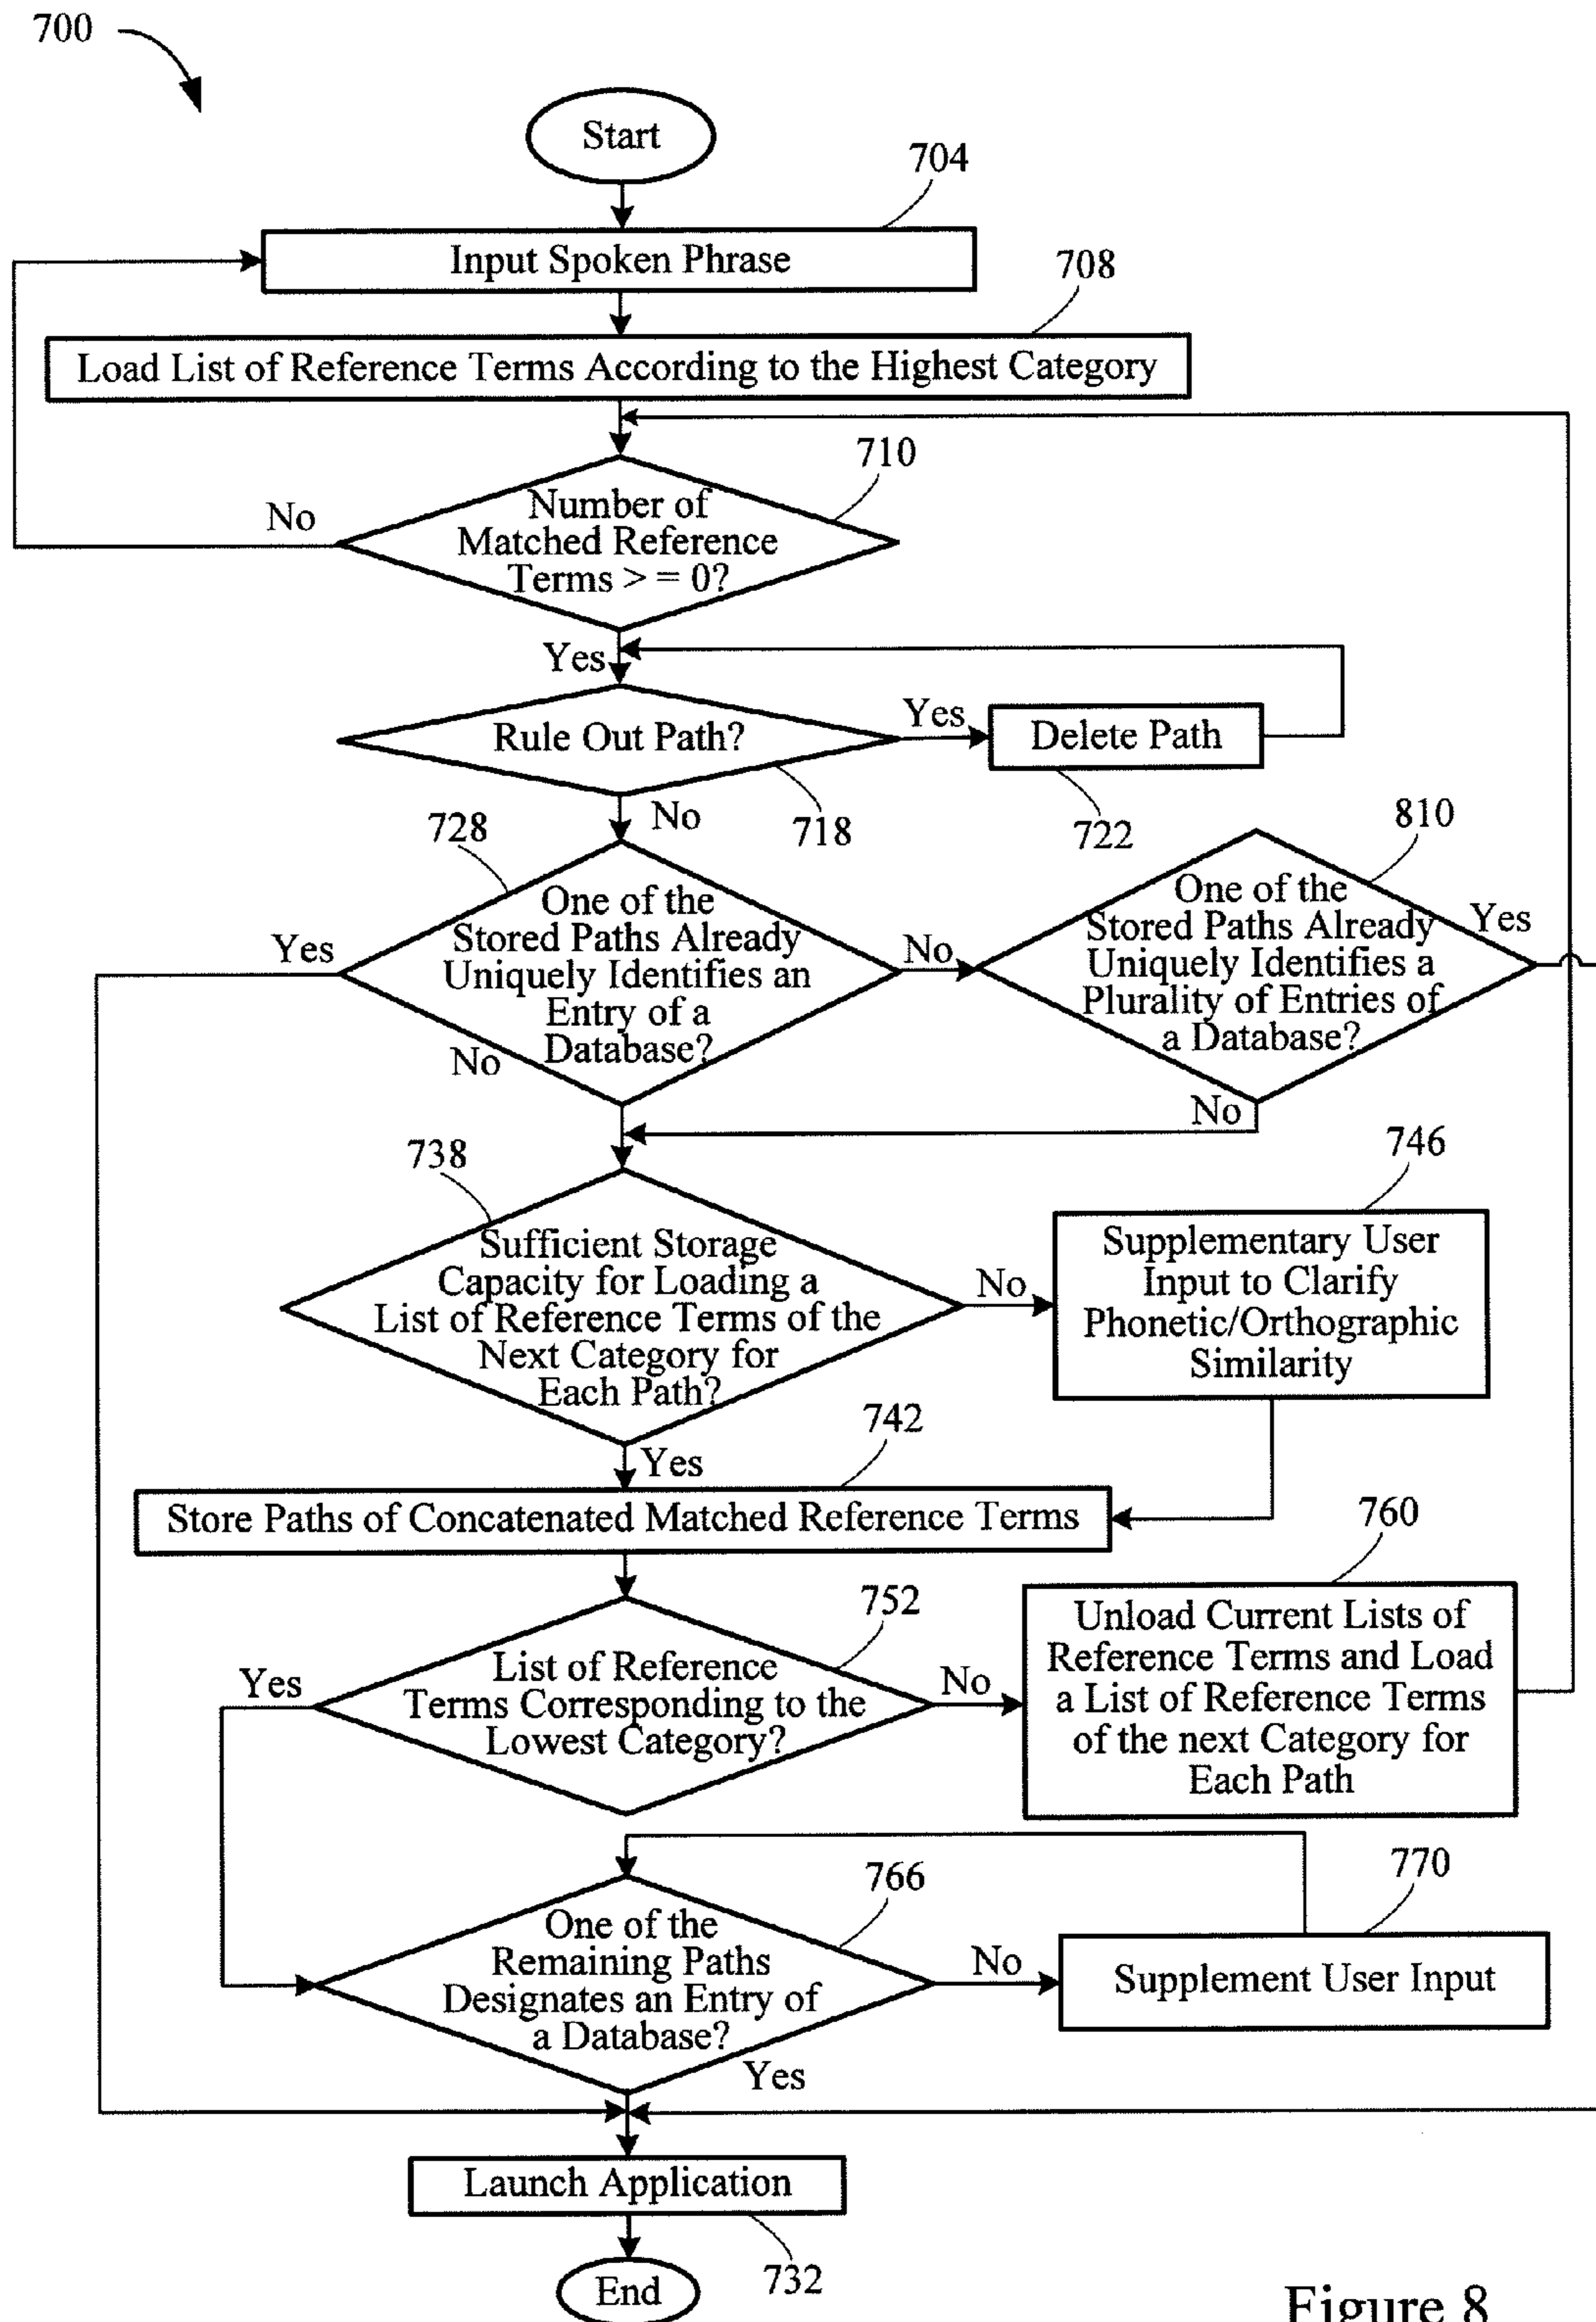 700
Start
704
Input Spoken Phrase
708
Load List of Reference Terms According to the Highest Category
710
Number of
Matched Reference
Terms > = 0?
No
Yes
Rule Out Path?
Yes
Delete Path
718
722
No
728
One of the
Stored Paths Already
Uniquely Identifies an
Entry of a
Database?
Yes
No
No
810
One of the
Stored Paths Already
Uniquely Identifies a
Plurality of Entries of
a Database?
Yes
No
738
Sufficient Storage
Capacity for Loading a
List of Reference Terms of the
Next Category for
Each Path?
No
746
Supplementary User
Input to Clarify
Phonetic/Orthographic
Similarity
Yes
742
Store Paths of Concatenated Matched Reference Terms
752
List of Reference
Terms Corresponding to the
Lowest Category?
Yes
No
760
Unload Current Lists of
Reference Terms and Load
a List of Reference Terms
of the next Category for
Each Path
766
One of the
Remaining Paths
Designates an Entry of
a Database?
No
770
Supplement User Input
Yes
Launch Application
732
End
Figure 8